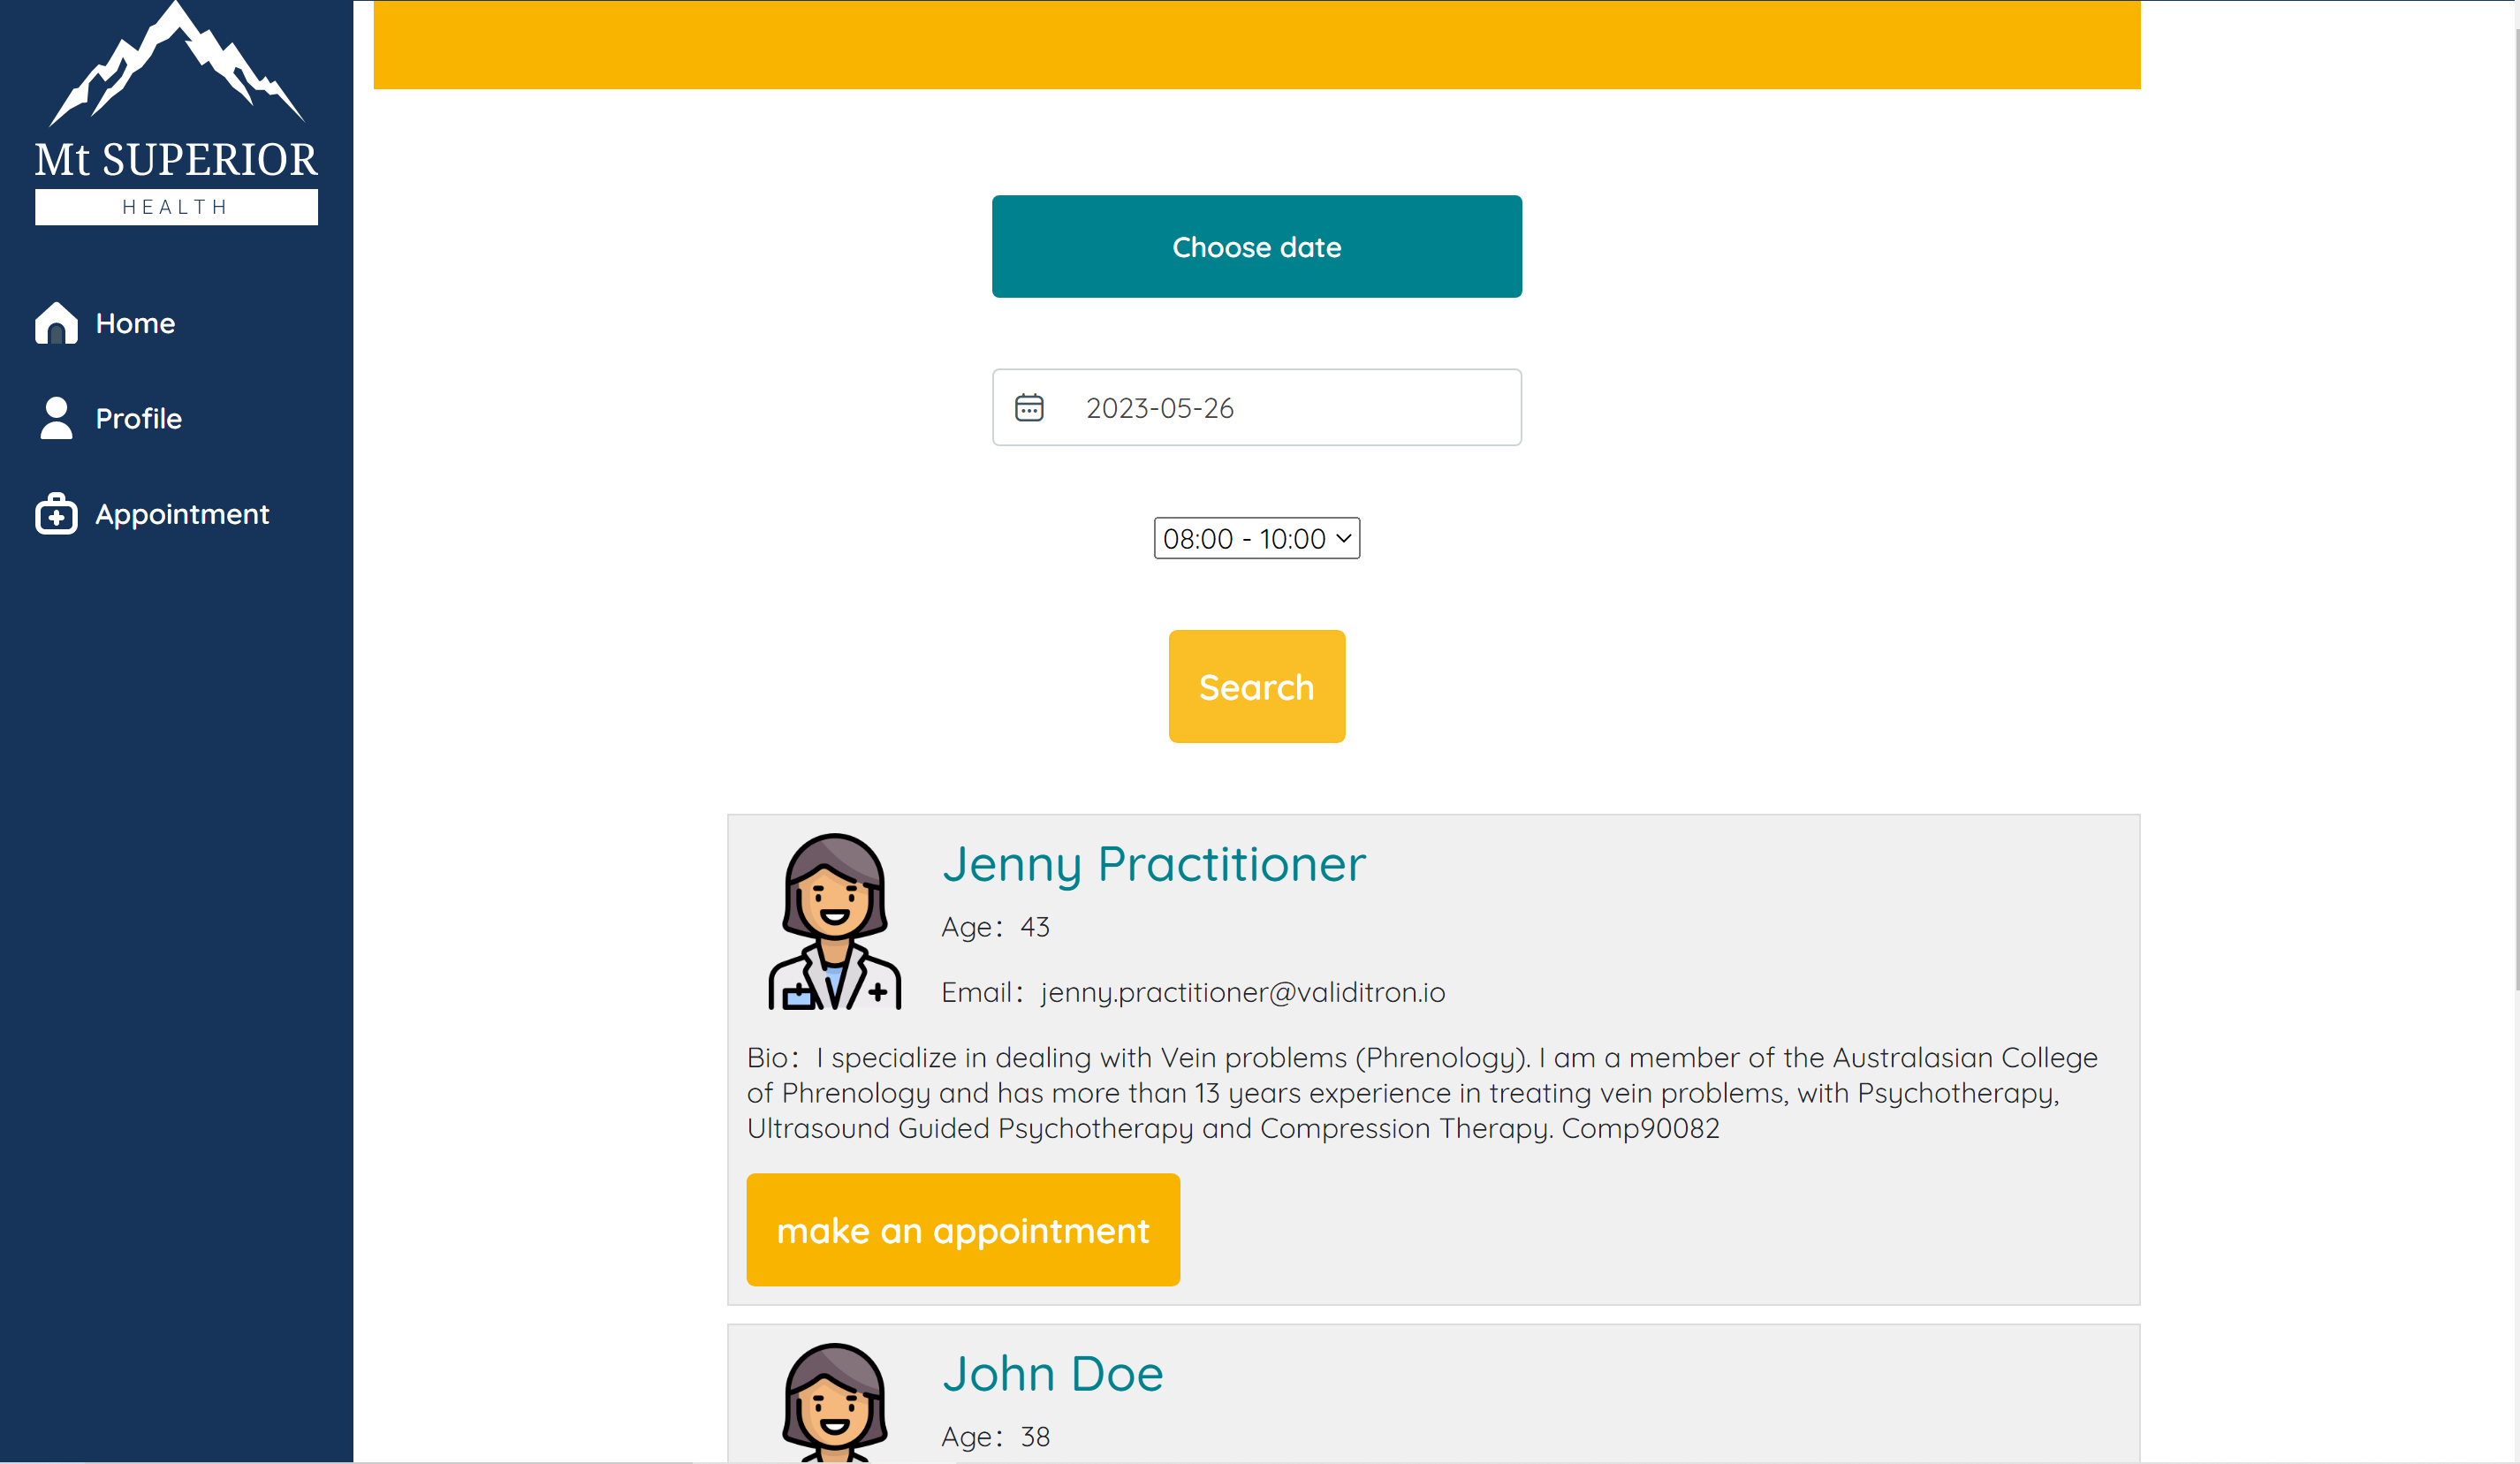 Mt SUPERIOR
HEALTH
Home
Profile
Appointment
Choose date
2023-05-26
08:00 - 10:00
Search
Jenny Practitioner
Age： 43
Email： jenny.practitioner@validitron.io
Bio： I specialize in dealing with Vein problems (Phrenology). I am a member of the Australasian College
of Phrenology and has more than 13 years experience in treating vein problems, with Psychotherapy,
Ultrasound Guided Psychotherapy and Compression Therapy. Comp90082
make an appointment
John Doe
Age： 38